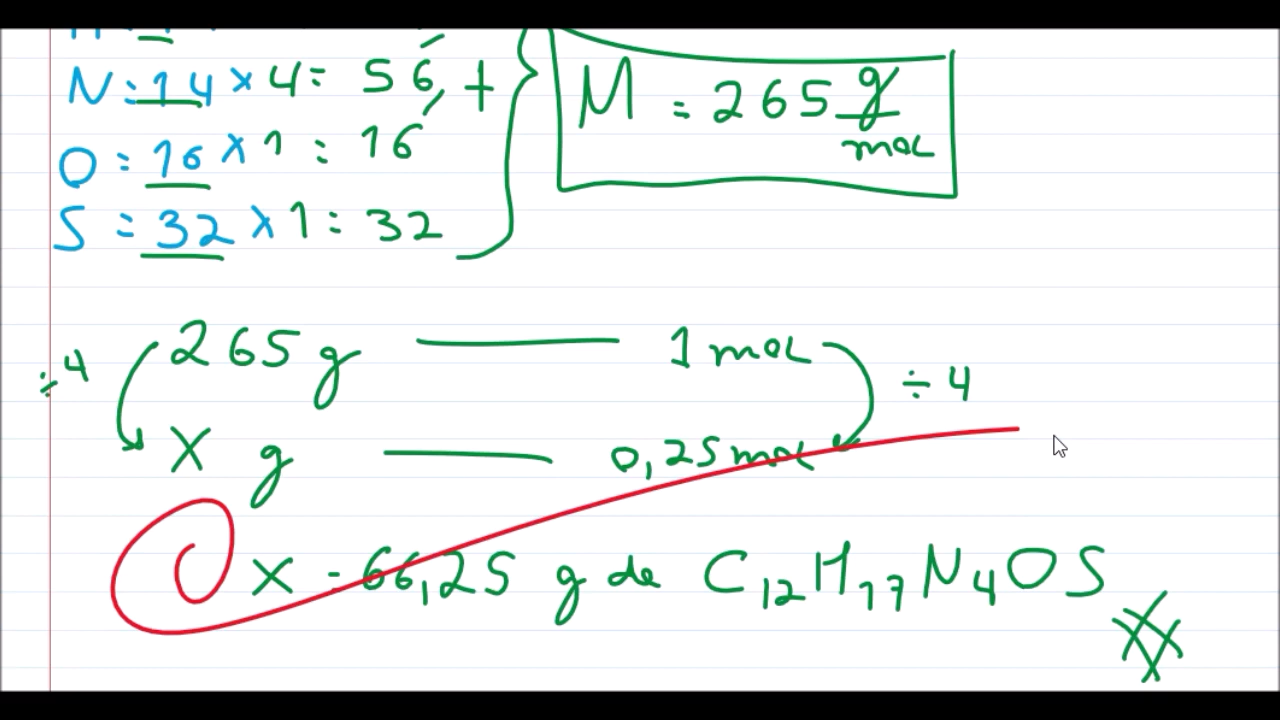 N: 14 x 4 = 56 +
O = 16 x 1 = 16
S = 32 x 1 = 32
M = 265 g/mol
265 g — 1 mol
÷4 ÷4
X g — 0,25 mol
X = 66,25 g de C₁₂H₁₇N₄OS